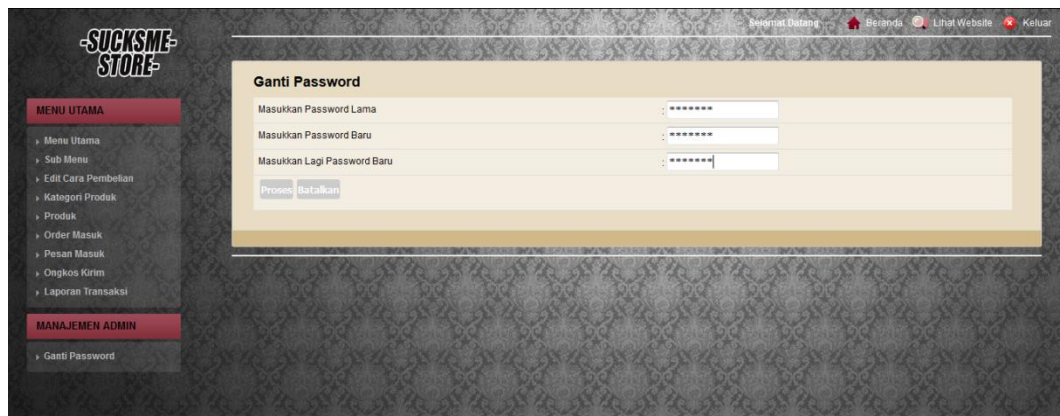 -SUCKSME-
STORE-
Selamat Datang
Beranda
Lihat Website
Keluar
MENU UTAMA
Menu Utama
Sub Menu
Edit Cara Pembelian
Kategori Produk
Produk
Order Masuk
Pesan Masuk
Ongkos Kirim
Laporan Transaksi
MANAJEMEN ADMIN
Ganti Password
Ganti Password
Masukkan Password Lama : *******
Masukkan Password Baru : *******
Masukkan Lagi Password Baru : *******
Proses Batalkan